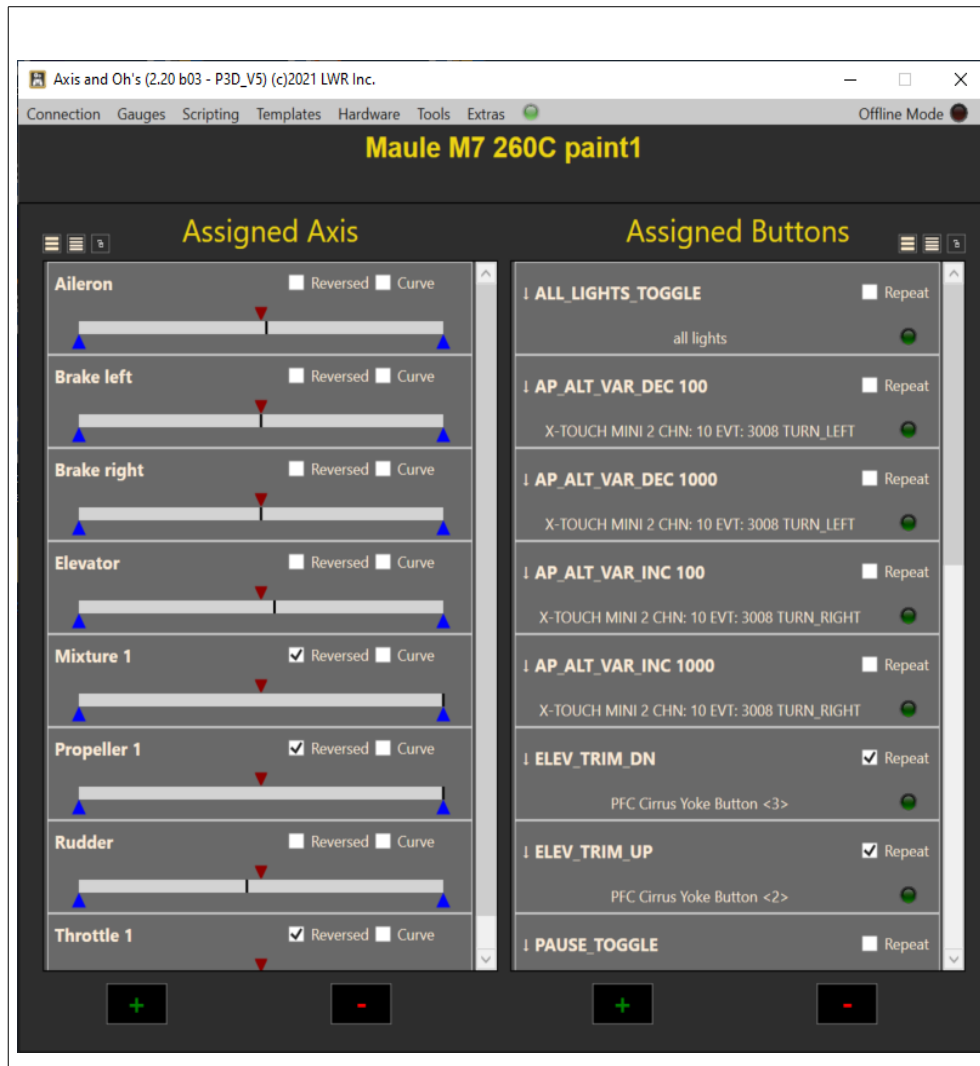 Axis and Oh's (2.20 b03 - P3D_V5) (c)2021 LWR Inc.
Connection Gauges Scripting Templates Hardware Tools Extras Offline Mode
Maule M7 260C paint1
Assigned Axis
Aileron Reversed Curve
Brake left Reversed Curve
Brake right Reversed Curve
Elevator Reversed Curve
Mixture 1 Reversed Curve
Propeller 1 Reversed Curve
Rudder Reversed Curve
Throttle 1 Reversed Curve
+ -
Assigned Buttons
↓ ALL_LIGHTS_TOGGLE Repeat
all lights
↓ AP_ALT_VAR_DEC 100 Repeat
X-TOUCH MINI 2 CHN: 10 EVT: 3008 TURN_LEFT
↓ AP_ALT_VAR_DEC 1000 Repeat
X-TOUCH MINI 2 CHN: 10 EVT: 3008 TURN_LEFT
↓ AP_ALT_VAR_INC 100 Repeat
X-TOUCH MINI 2 CHN: 10 EVT: 3008 TURN_RIGHT
↓ AP_ALT_VAR_INC 1000 Repeat
X-TOUCH MINI 2 CHN: 10 EVT: 3008 TURN_RIGHT
↓ ELEV_TRIM_DN Repeat
PFC Cirrus Yoke Button <3>
↓ ELEV_TRIM_UP Repeat
PFC Cirrus Yoke Button <2>
↓ PAUSE_TOGGLE Repeat
+ -